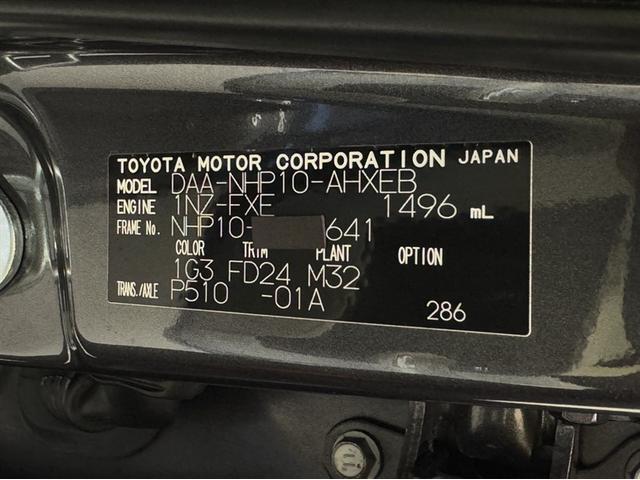 TOYOTA MOTOR CORPORATION JAPAN
MODEL DAA-NHP10-AHXEB
ENGINE 1NZ-FXE 1496 mL
FRAME No. NHP10- 641
COLOR TRIM PLANT OPTION
1G3 FD24 M32
TRANS./AXLE P510 -01A
286